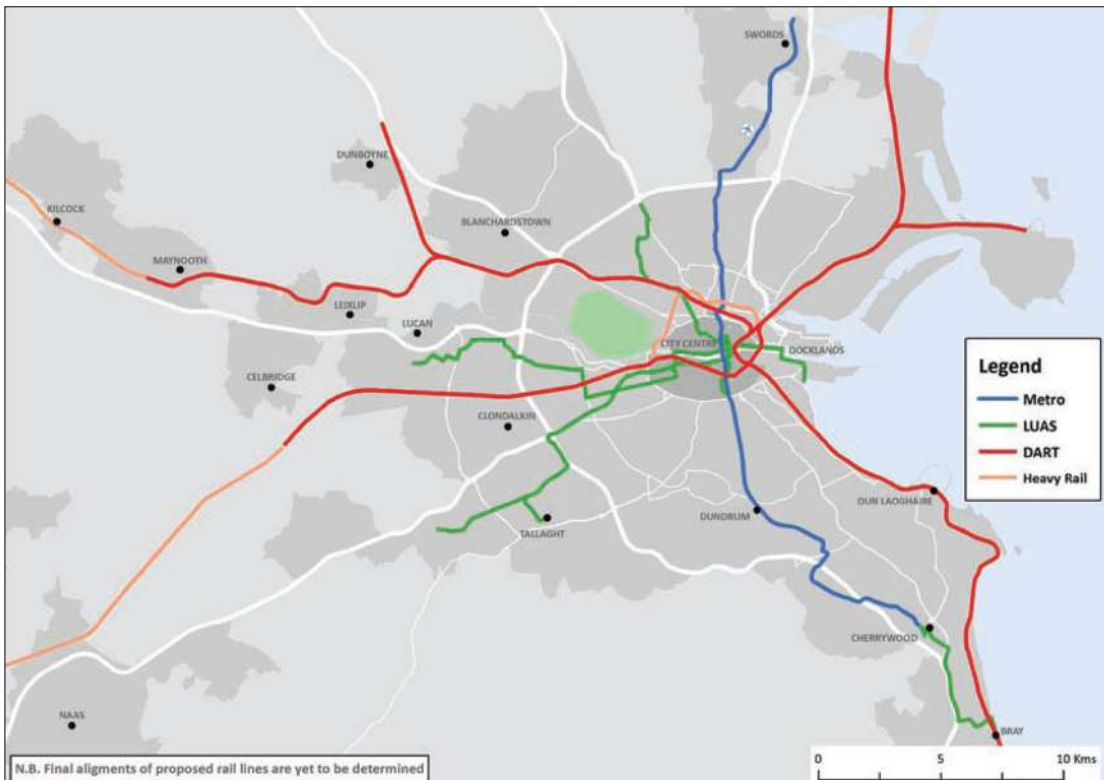 SWORDS
DUNBOYNE
KILCOCK
BLANCHARDSTOWN
MAYNOOTH
LEIXLIP
LUCAN
CITY CENTRE
DOCKLANDS
CELBRIDGE
CLONDALKIN
Legend
Metro
LUAS
DART
Heavy Rail
DUN LAOGHAIRE
DUNDRUM
TALLAGHT
CHERRYWOOD
NAAS
BRAY
N.B. Final aligments of proposed rail lines are yet to be determined
0 5 10 Kms